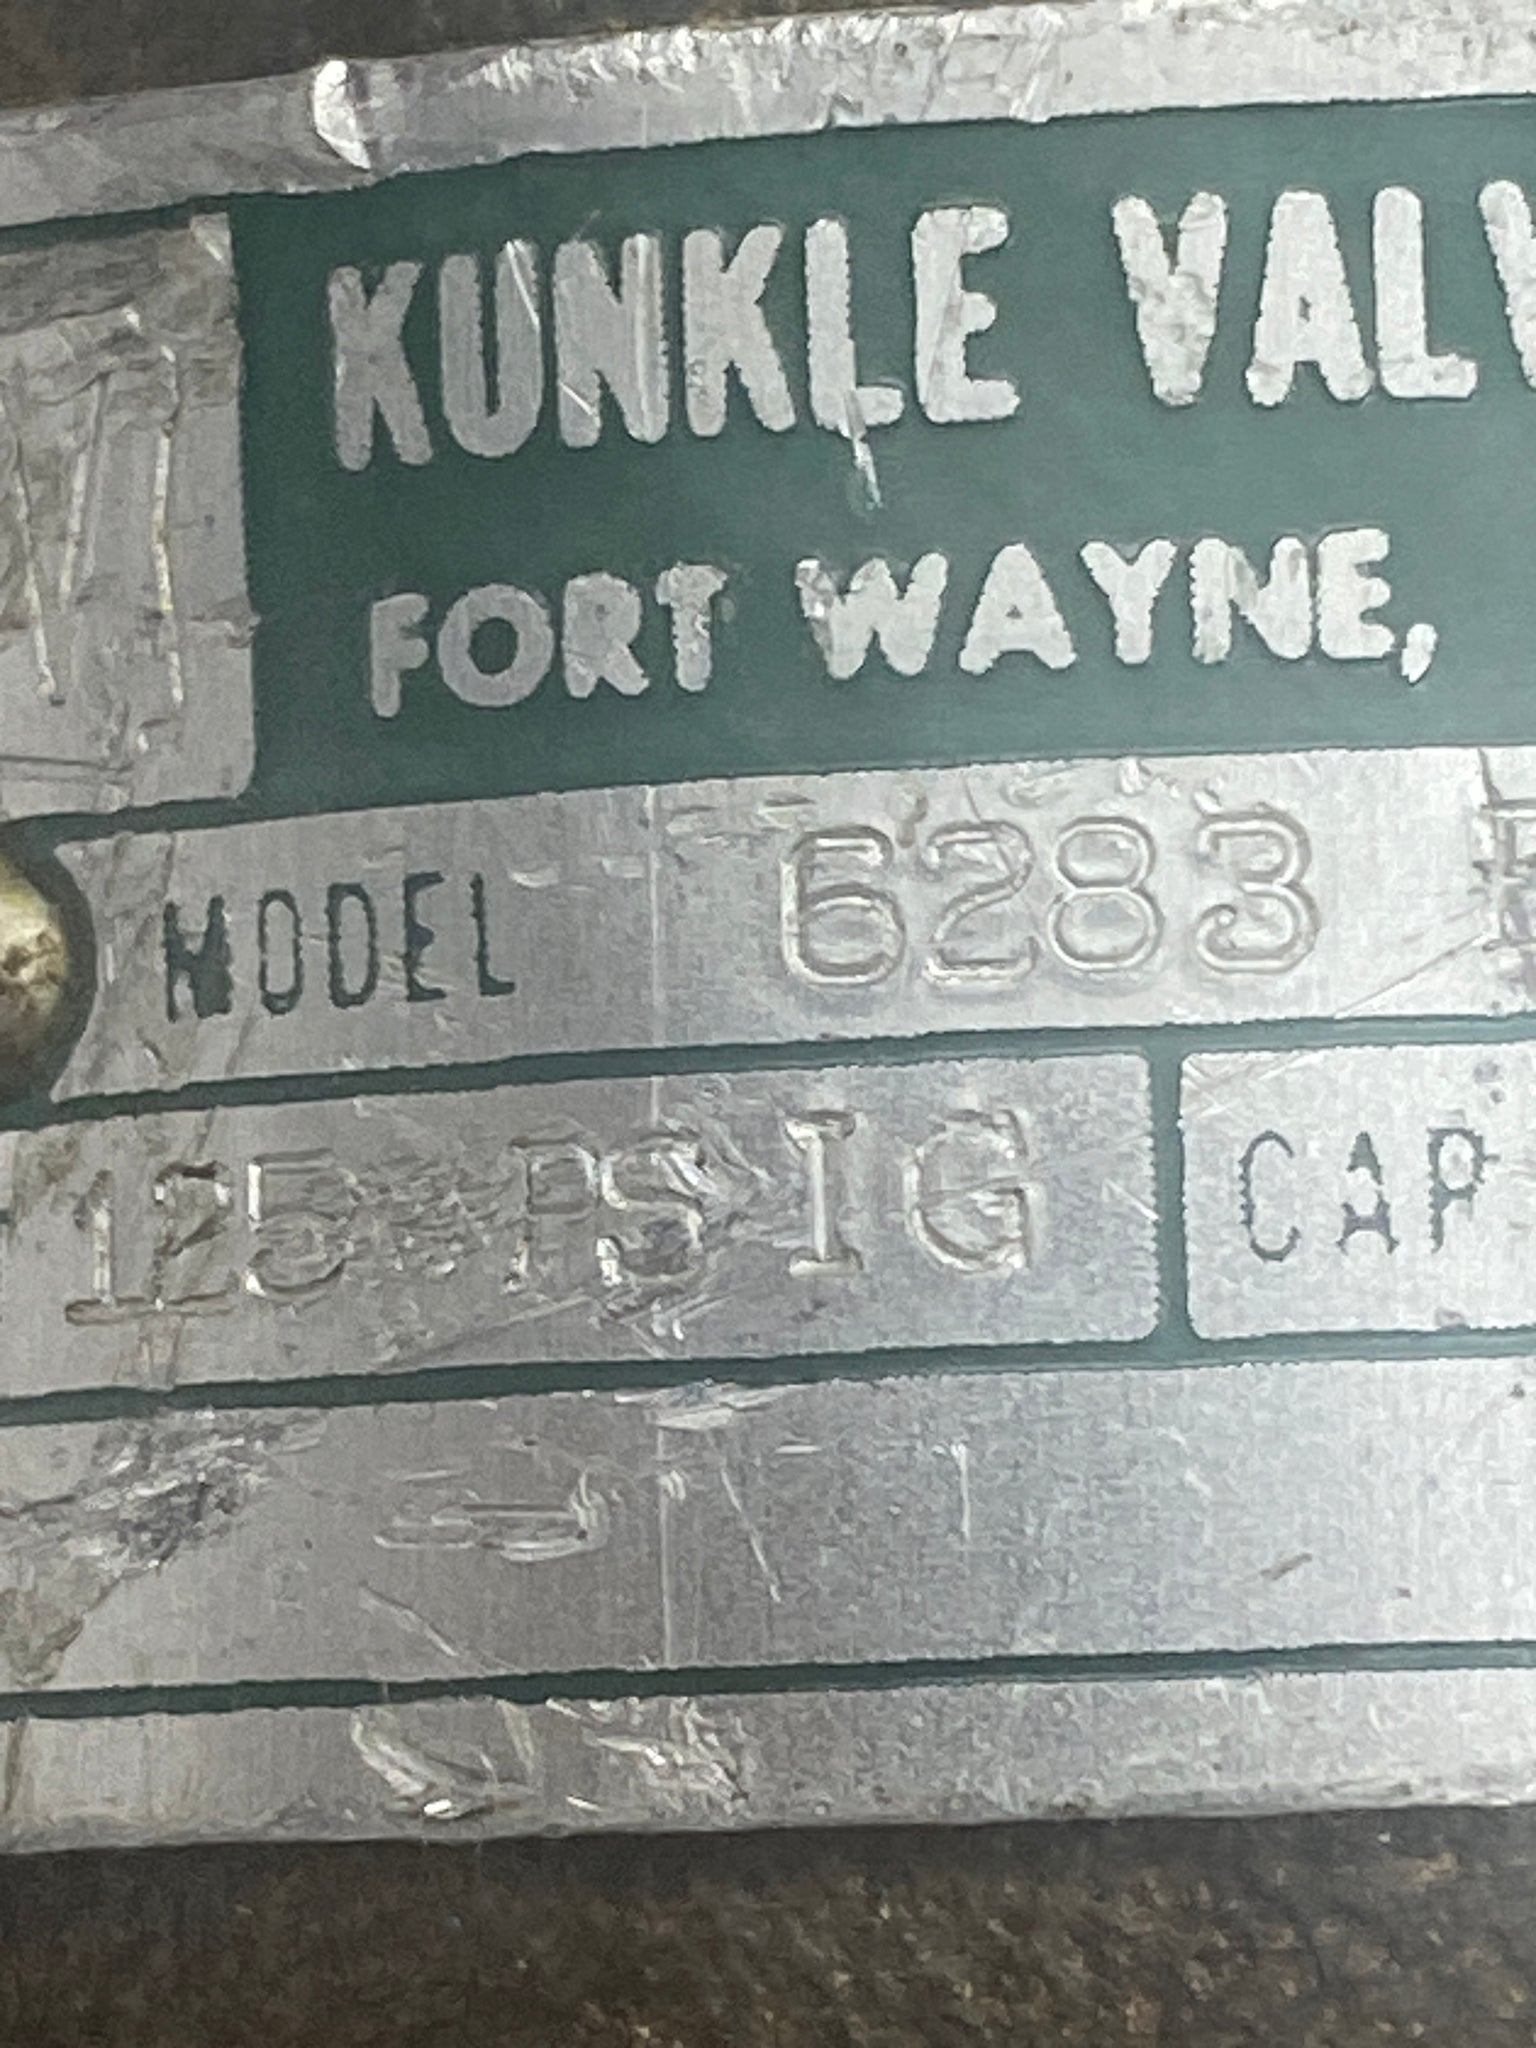 KUNKLE VALV
FORT WAYNE,
MODEL 6283
125 PSIG CAP